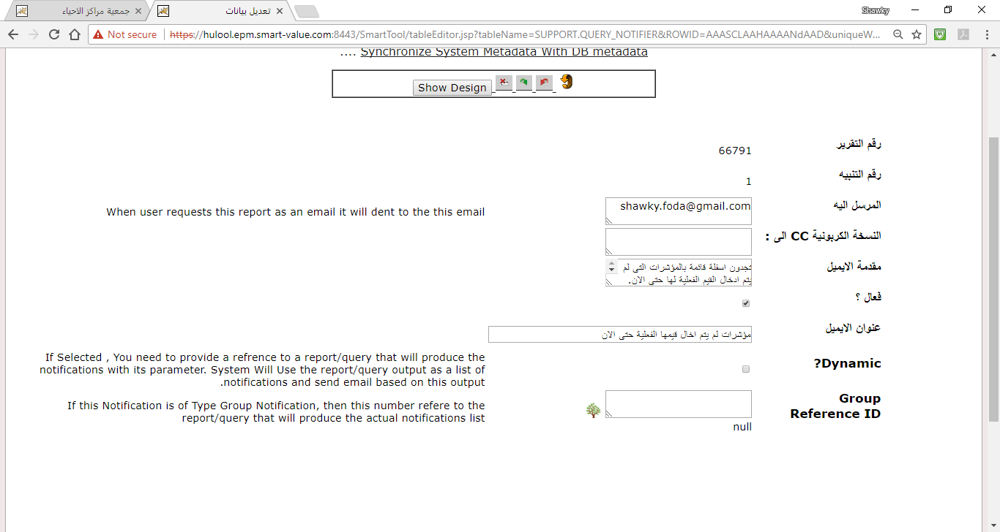 جمعية مراكز الاحياء
تعديل بيانات
Shawky
Not secure https://hulool.epm.smart-value.com:8443/SmartTool/tableEditor.jsp?tableName=SUPPORT.QUERY_NOTIFIER&ROWID=AAASCLAAHAAAANdAAD&uniqueW...
.... Synchronize System Metadata With DB metadata
Show Design
رقم التقرير
66791
رقم التنبيه
1
المرسل اليه
shawky.foda@gmail.com
When user requests this report as an email it will dent to the this email
النسخة الكربونية CC الى :
مقدمة الايميل
تجدون اسفلة قائمة بالمؤشرات التى لم
يتم ادخال القيم الفعلية لها حتى الان.
فعال ؟
عنوان الايميل
مؤشرات لم يتم اخال قيمها الفعلية حتى الان
?Dynamic
If Selected , You need to provide a refrence to a report/query that will produce the
notifications with its parameter. System Will Use the report/query output as a list of
.notifications and send email based on this output
Group
Reference ID
If this Notification is of Type Group Notification, then this number refere to the
report/query that will produce the actual notifications list
null